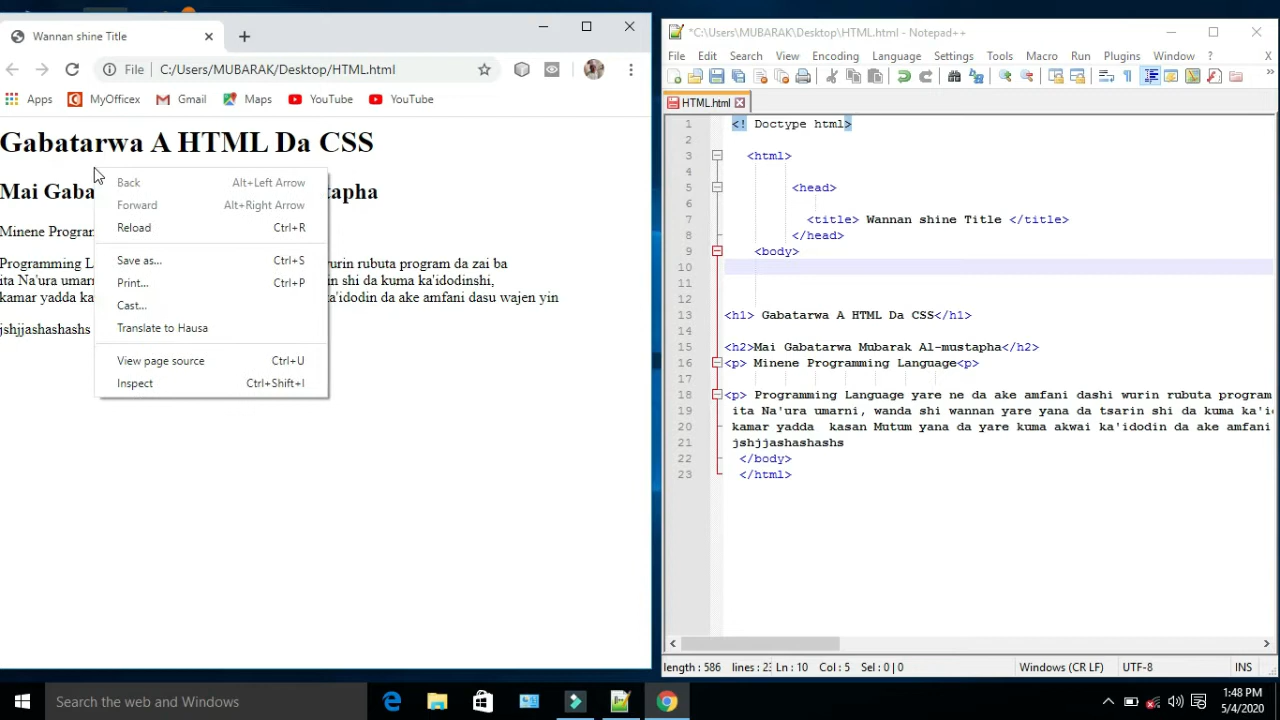 Wannan shine Title
File C:/Users/MUBARAK/Desktop/HTML.html
Apps MyOfficex Gmail Maps YouTube YouTube
Gabatarwa A HTML Da CSS
Mai Gaba
stapha
Minene Program
Programming L
wurin rubuta program da zai ba
ita Na'ura umar
shi da kuma ka'idodinshi,
kamar yadda ka
ka'idodin da ake amfani dasu wajen yin
jshjjashashashs
Back Alt+Left Arrow
Forward Alt+Right Arrow
Reload Ctrl+R
Save as... Ctrl+S
Print... Ctrl+P
Cast...
Translate to Hausa
View page source Ctrl+U
Inspect Ctrl+Shift+I
*C:\Users\MUBARAK\Desktop\HTML.html - Notepad++
File Edit Search View Encoding Language Settings Tools Macro Run Plugins Window ? X
HTML.html
1 <! Doctype html>
2
3 <html>
4
5 <head>
6
7 <title> Wannan shine Title </title>
8 </head>
9 <body>
10
11
12
13 <h1> Gabatarwa A HTML Da CSS</h1>
14
15 <h2>Mai Gabatarwa Mubarak Al-mustapha</h2>
16 <p> Minene Programming Language<p>
17
18 <p> Programming Language yare ne da ake amfani dashi wurin rubuta program
19 ita Na'ura umarni, wanda shi wannan yare yana da tsarin shi da kuma ka'i
20 kamar yadda kasan Mutum yana da yare kuma akwai ka'idodin da ake amfani
21 jshjjashashashs
22 </body>
23 </html>
length : 586 lines : 23 Ln : 10 Col : 5 Sel : 0 | 0 Windows (CR LF) UTF-8 INS
Search the web and Windows
1:48 PM
5/4/2020